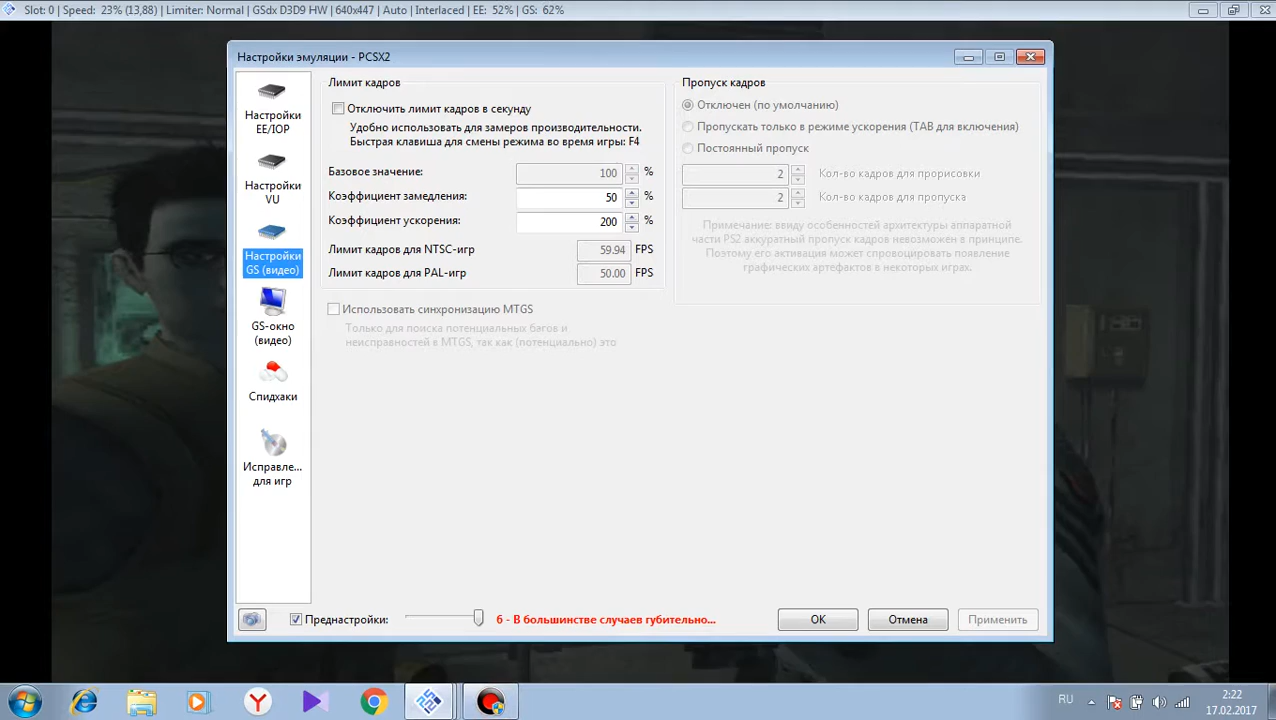 Slot: 0 | Speed: 23% (13,88) | Limiter: Normal | GSdx D3D9 HW | 640x447 | Auto | Interlaced | EE: 52% | GS: 62%
Настройки эмуляции - PCSX2
Настройки
EE/IOP
Настройки
VU
Настройки
GS (видео)
GS-окно
(видео)
Спидхаки
Исправле...
для игр
Лимит кадров
Отключить лимит кадров в секунду
Удобно использовать для замеров производительности.
Быстрая клавиша для смены режима во время игры: F4
Базовое значение: 100 %
Коэффициент замедления: 50 %
Коэффициент ускорения: 200 %
Лимит кадров для NTSC-игр 59.94 FPS
Лимит кадров для PAL-игр 50.00 FPS
Использовать синхронизацию MTGS
Только для поиска потенциальных багов и
неисправностей в MTGS, так как (потенциально) это
Пропуск кадров
Отключен (по умолчанию)
Пропускать только в режиме ускорения (TAB для включения)
Постоянный пропуск
2 Кол-во кадров для прорисовки
2 Кол-во кадров для пропуска
Примечание: ввиду особенностей архитектуры аппаратной
части PS2 аккуратный пропуск кадров невозможен в принципе.
Поэтому его активация может спровоцировать появление
графических артефактов в некоторых играх.
Преднастройки: 6 - В большинстве случаев губительно...
ОК
Отмена
Применить
RU
2:22
17.02.2017